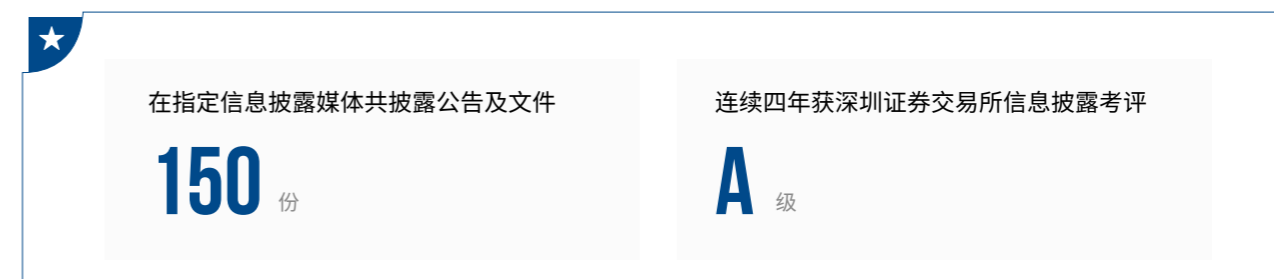 在指定信息披露媒体共披露公告及文件
150 份
连续四年获深圳证券交易所信息披露考评
A 级